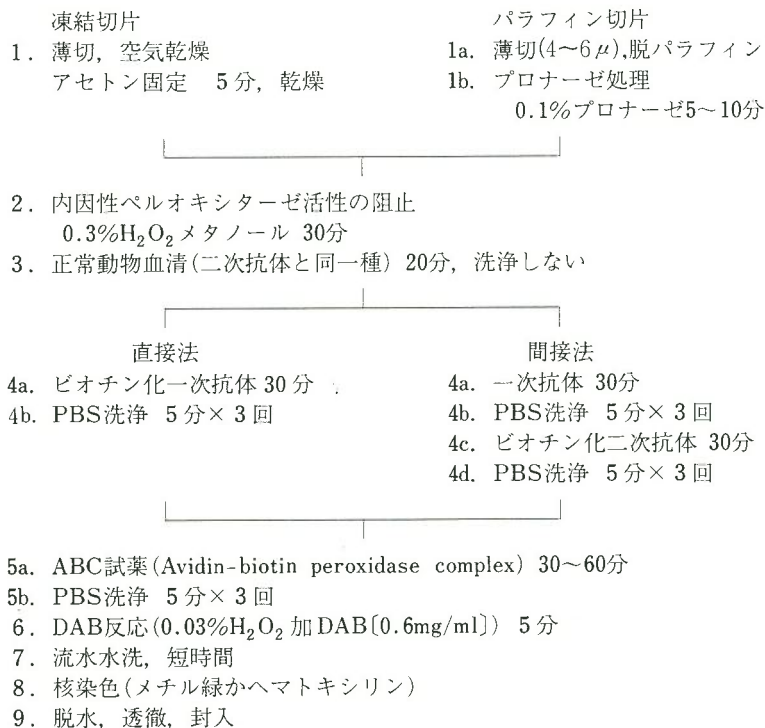 凍結切片
1. 薄切，空気乾燥
アセトン固定　5分，乾燥
パラフィン切片
1a. 薄切(4～6μ),脱パラフィン
1b. プロナーゼ処理
0.1%プロナーゼ5～10分
2. 内因性ペルオキシターゼ活性の阻止
0.3%H₂O₂メタノール 30分
3. 正常動物血清(二次抗体と同一種) 20分，洗浄しない
直接法
4a. ビオチン化一次抗体 30分
4b. PBS洗浄 5分×3回
間接法
4a. 一次抗体 30分
4b. PBS洗浄 5分×3回
4c. ビオチン化二次抗体 30分
4d. PBS洗浄 5分×3回
5a. ABC試薬(Avidin-biotin peroxidase complex) 30～60分
5b. PBS洗浄 5分×3回
6. DAB反応(0.03%H₂O₂加DAB〔0.6mg/ml〕) 5分
7. 流水水洗，短時間
8. 核染色(メチル緑かヘマトキシリン)
9. 脱水，透徹，封入